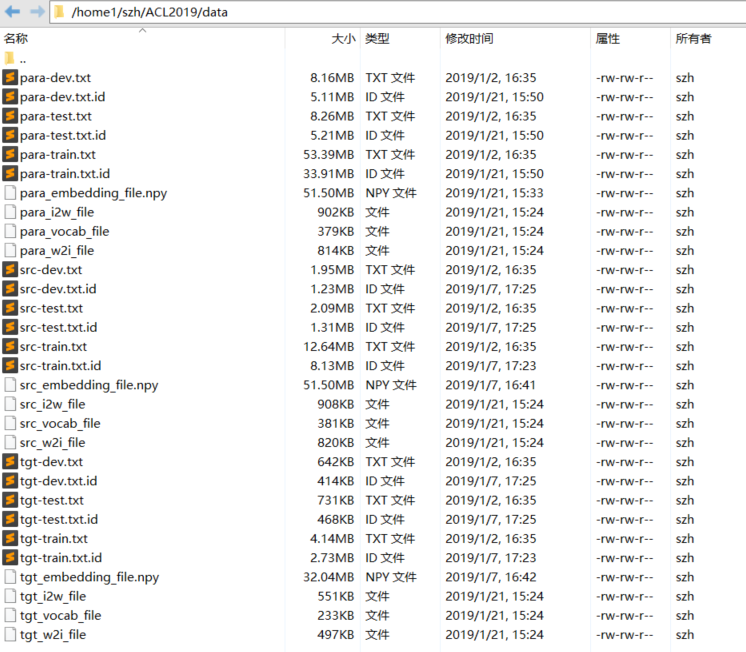 /home1/szh/ACL2019/data
名称 大小 类型 修改时间 属性 所有者
..
para-dev.txt 8.16MB TXT 文件 2019/1/2, 16:35 -rw-rw-r-- szh
para-dev.txt.id 5.11MB ID 文件 2019/1/21, 15:50 -rw-rw-r-- szh
para-test.txt 8.26MB TXT 文件 2019/1/2, 16:35 -rw-rw-r-- szh
para-test.txt.id 5.21MB ID 文件 2019/1/21, 15:50 -rw-rw-r-- szh
para-train.txt 53.39MB TXT 文件 2019/1/2, 16:35 -rw-rw-r-- szh
para-train.txt.id 33.91MB ID 文件 2019/1/21, 15:50 -rw-rw-r-- szh
para_embedding_file.npy 51.50MB NPY 文件 2019/1/21, 15:33 -rw-rw-r-- szh
para_i2w_file 902KB 文件 2019/1/21, 15:24 -rw-rw-r-- szh
para_vocab_file 379KB 文件 2019/1/21, 15:24 -rw-rw-r-- szh
para_w2i_file 814KB 文件 2019/1/21, 15:24 -rw-rw-r-- szh
src-dev.txt 1.95MB TXT 文件 2019/1/2, 16:35 -rw-rw-r-- szh
src-dev.txt.id 1.23MB ID 文件 2019/1/7, 17:25 -rw-rw-r-- szh
src-test.txt 2.09MB TXT 文件 2019/1/2, 16:35 -rw-rw-r-- szh
src-test.txt.id 1.31MB ID 文件 2019/1/7, 17:25 -rw-rw-r-- szh
src-train.txt 12.64MB TXT 文件 2019/1/2, 16:35 -rw-rw-r-- szh
src-train.txt.id 8.13MB ID 文件 2019/1/7, 17:23 -rw-rw-r-- szh
src_embedding_file.npy 51.50MB NPY 文件 2019/1/7, 16:41 -rw-rw-r-- szh
src_i2w_file 908KB 文件 2019/1/21, 15:24 -rw-rw-r-- szh
src_vocab_file 381KB 文件 2019/1/21, 15:24 -rw-rw-r-- szh
src_w2i_file 820KB 文件 2019/1/21, 15:24 -rw-rw-r-- szh
tgt-dev.txt 642KB TXT 文件 2019/1/2, 16:35 -rw-rw-r-- szh
tgt-dev.txt.id 414KB ID 文件 2019/1/7, 17:25 -rw-rw-r-- szh
tgt-test.txt 731KB TXT 文件 2019/1/2, 16:35 -rw-rw-r-- szh
tgt-test.txt.id 468KB ID 文件 2019/1/7, 17:25 -rw-rw-r-- szh
tgt-train.txt 4.14MB TXT 文件 2019/1/2, 16:35 -rw-rw-r-- szh
tgt-train.txt.id 2.73MB ID 文件 2019/1/7, 17:23 -rw-rw-r-- szh
tgt_embedding_file.npy 32.04MB NPY 文件 2019/1/7, 16:42 -rw-rw-r-- szh
tgt_i2w_file 551KB 文件 2019/1/21, 15:24 -rw-rw-r-- szh
tgt_vocab_file 233KB 文件 2019/1/21, 15:24 -rw-rw-r-- szh
tgt_w2i_file 497KB 文件 2019/1/21, 15:24 -rw-rw-r-- szh